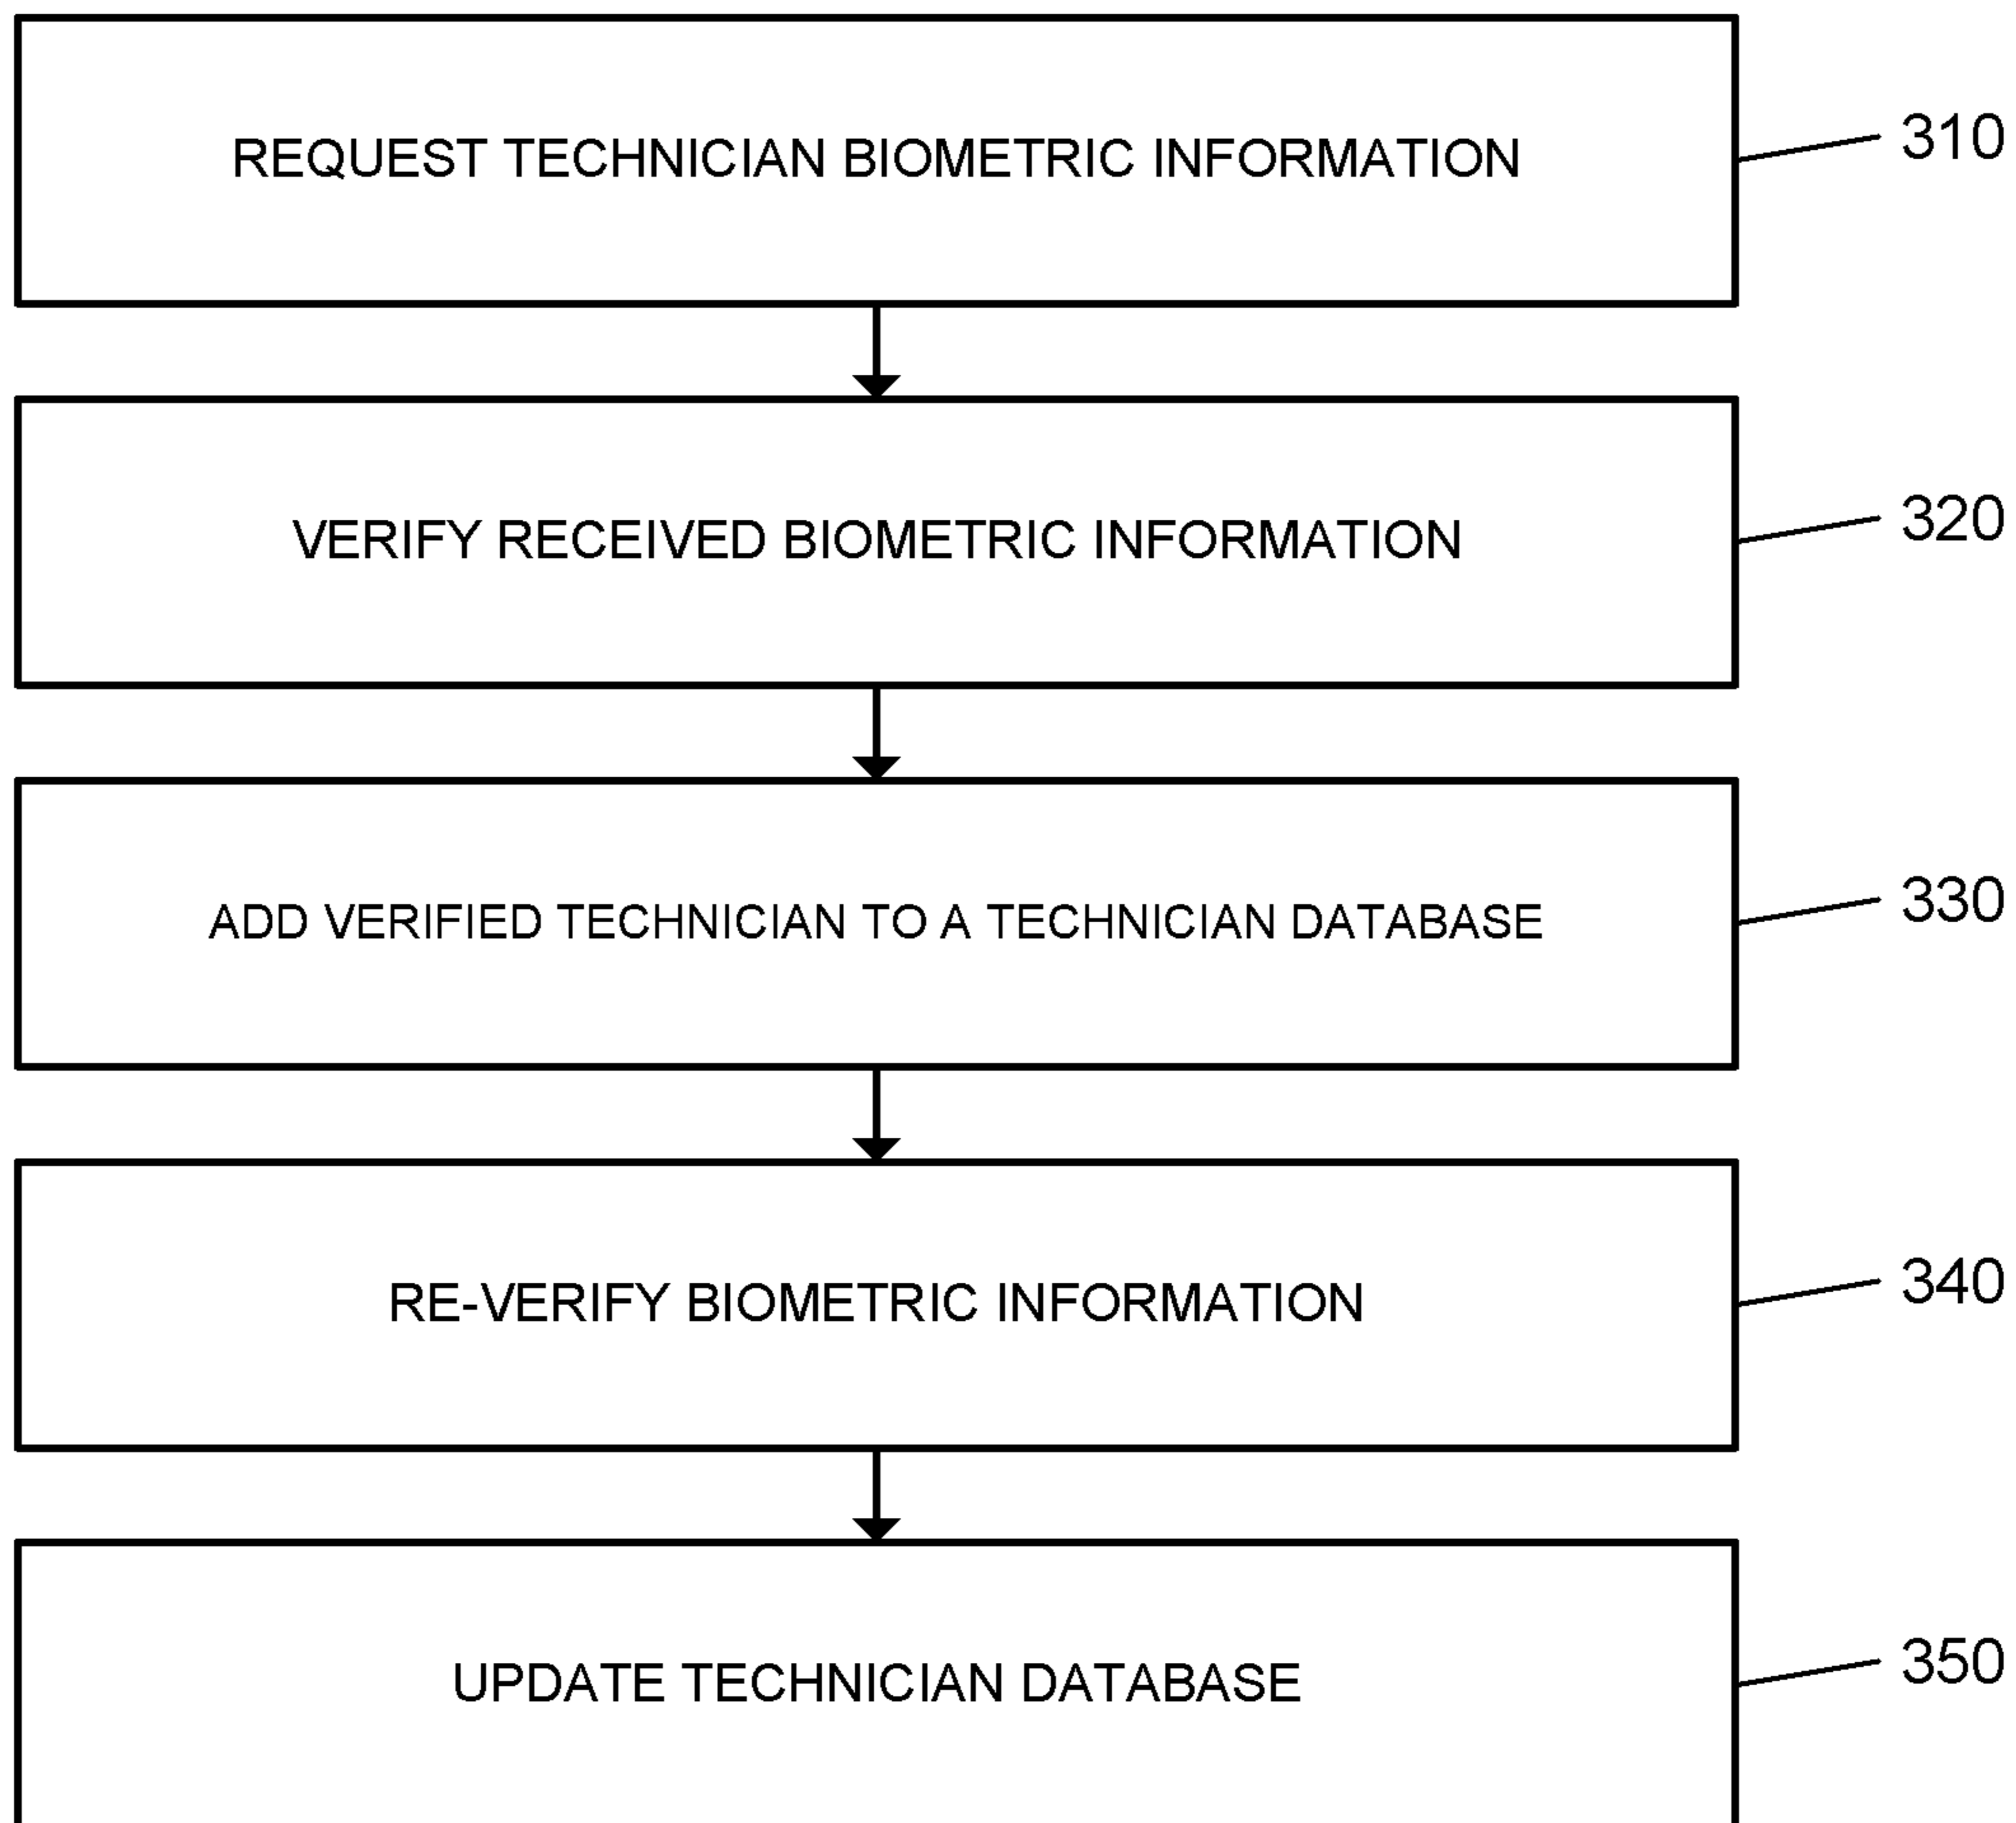 REQUEST TECHNICIAN BIOMETRIC INFORMATION
310
VERIFY RECEIVED BIOMETRIC INFORMATION
320
ADD VERIFIED TECHNICIAN TO A TECHNICIAN DATABASE
330
RE-VERIFY BIOMETRIC INFORMATION
340
UPDATE TECHNICIAN DATABASE
350